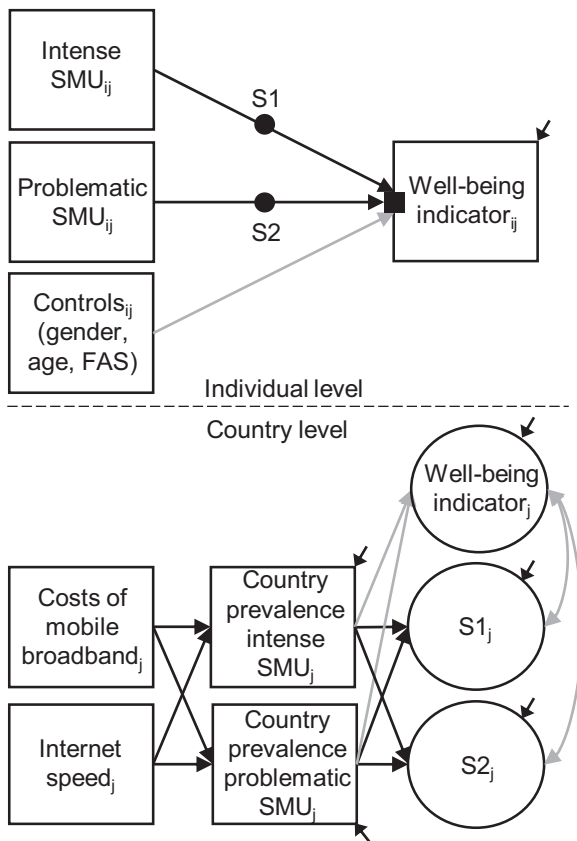 Intense
SMUij
S1
Problematic
SMUij
S2
Well-being
indicatorij
Controlsij
(gender,
age, FAS)
Individual level
Country level
Well-being
indicatorj
Costs of
mobile
broadbandj
Country
prevalence
intense
SMUj
S1j
Internet
speedj
Country
prevalence
problematic
SMUj
S2j